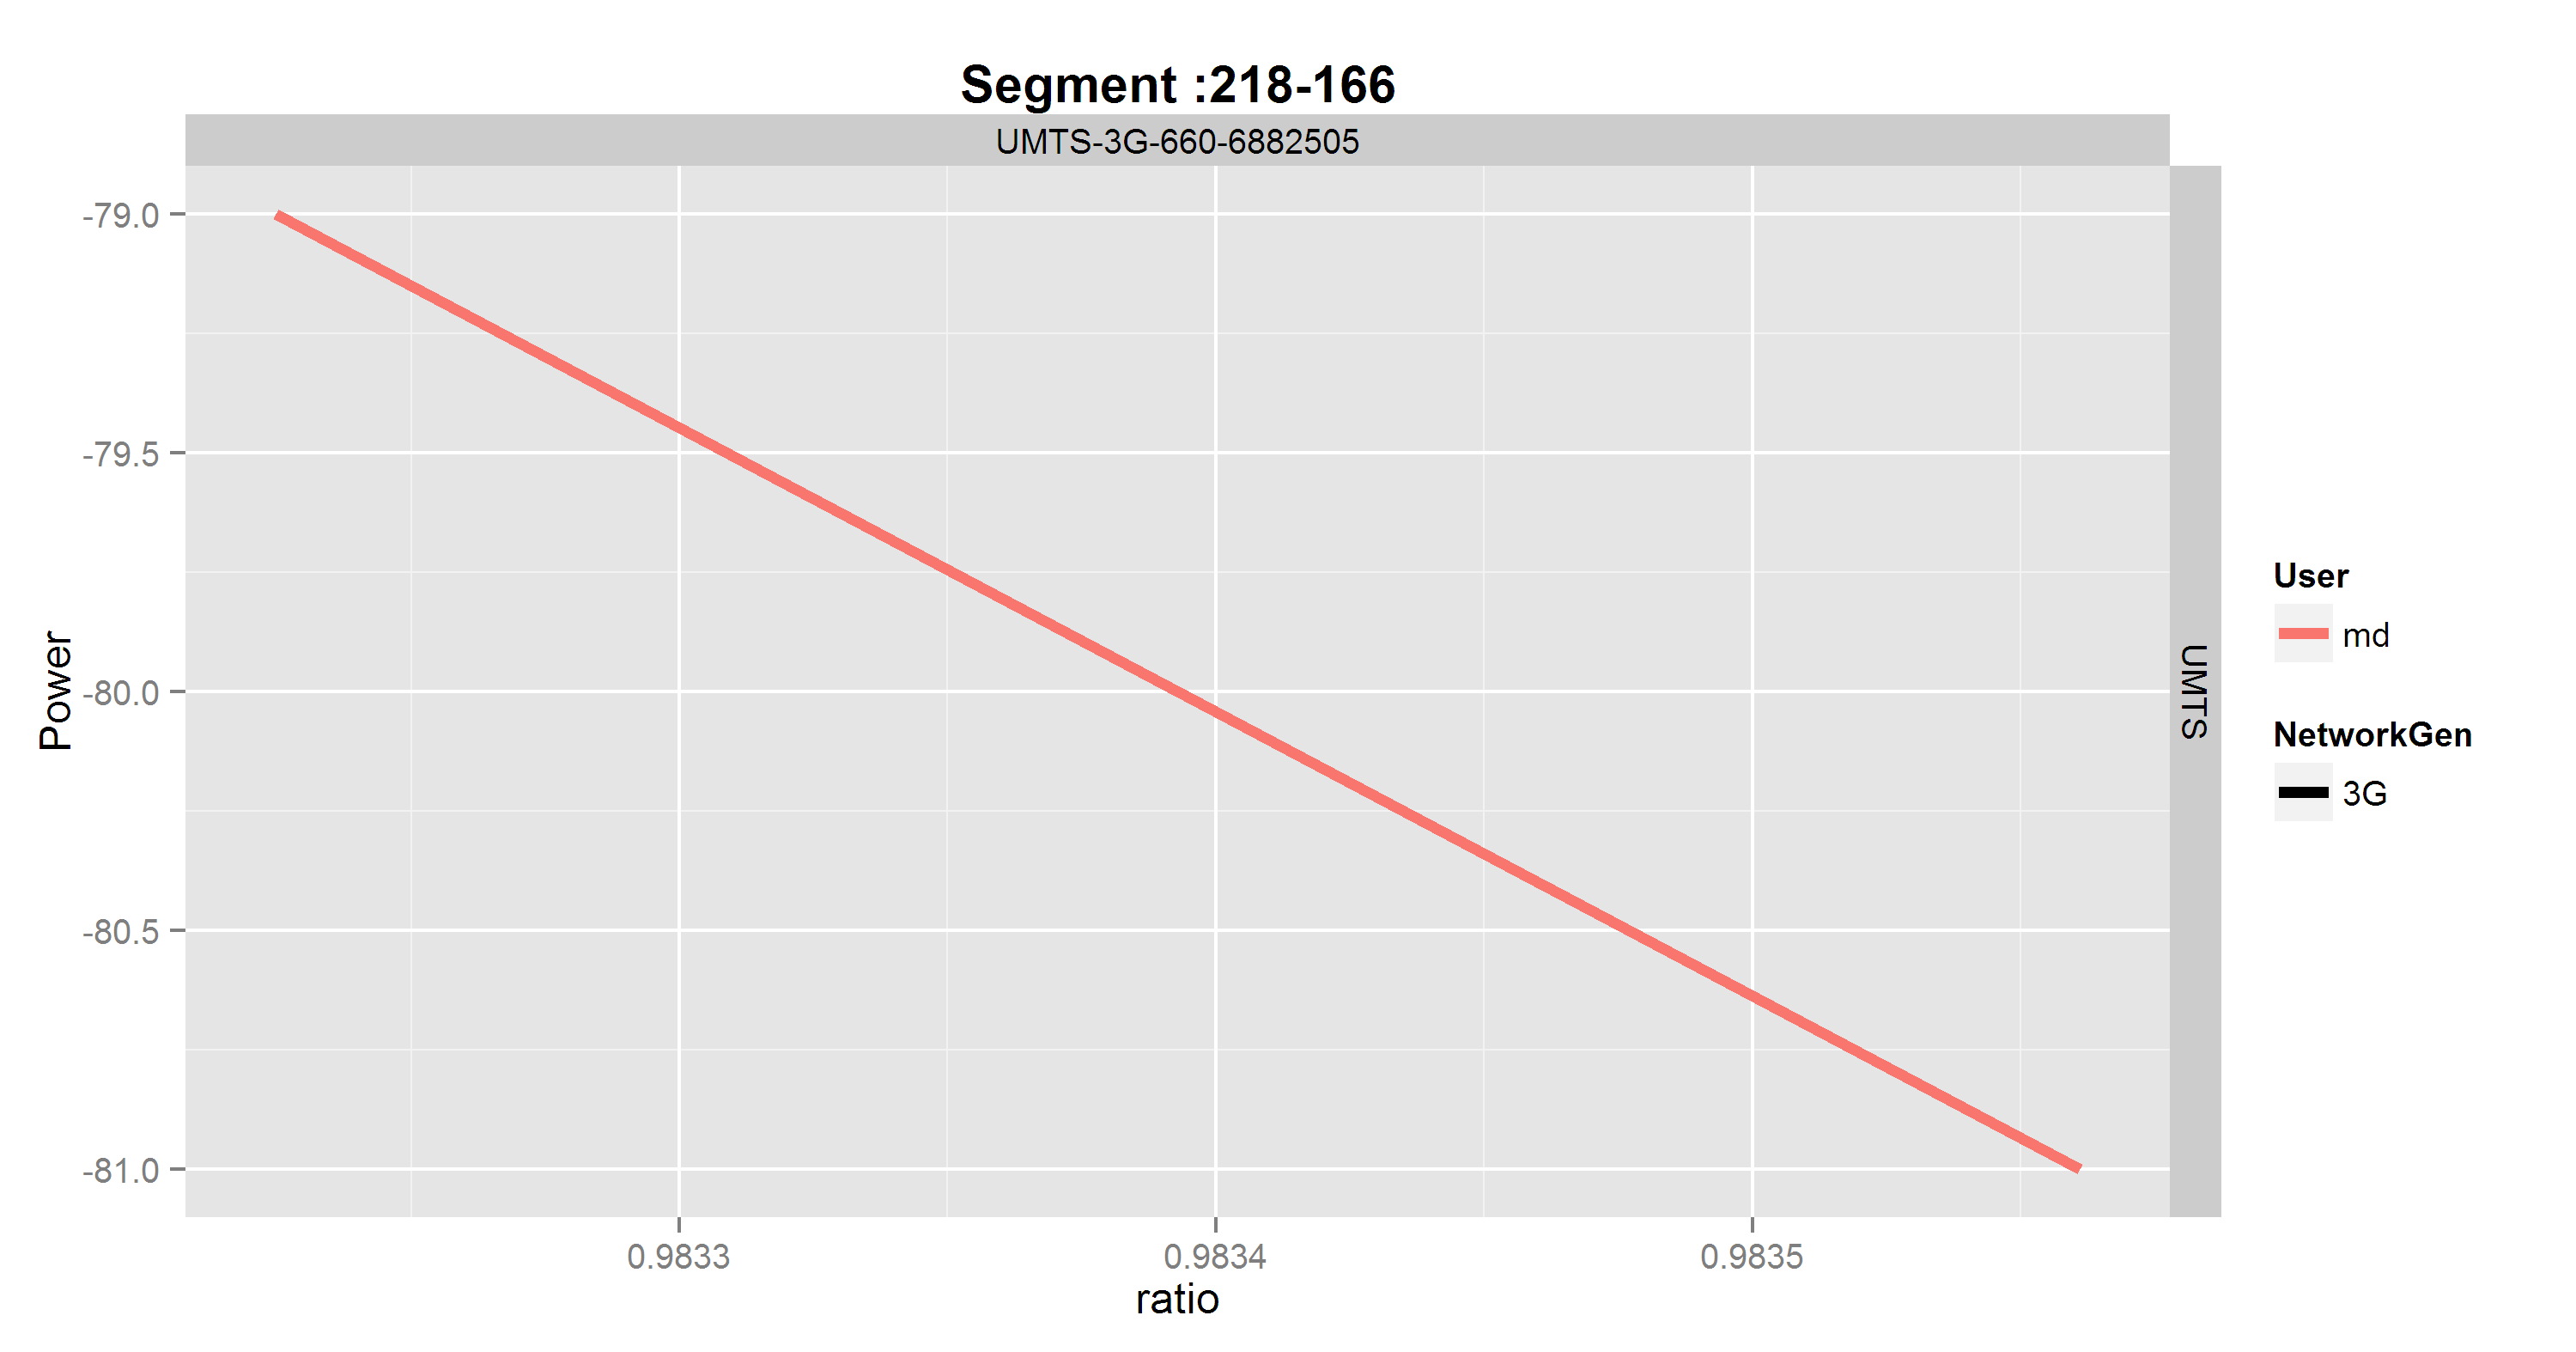 Segment :218-166
UMTS-3G-660-6882505
-79.0
-79.5
-80.0
-80.5
-81.0
Power
UMTS
0.9833
0.9834
0.9835
ratio
User
md
NetworkGen
3G